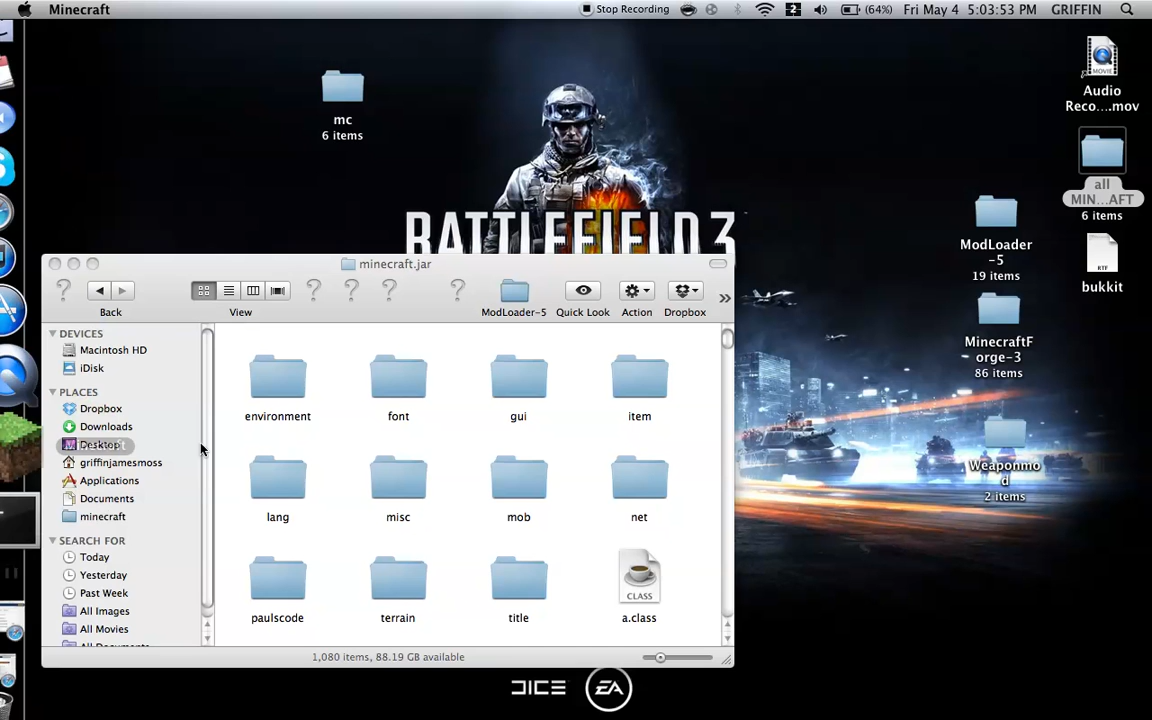 Minecraft
Stop Recording
2
(64%)
Fri May 4
5:03:53 PM
GRIFFIN
mc
6 items
MOVIE
Audio
Reco....mov
all
MIN...AFT
6 items
ModLoader
-5
19 items
RTF
bukkit
MinecraftF
orge-3
86 items
Weaponmo
d
2 items
BATTLEFIELD 3
minecraft.jar
Back
View
ModLoader-5
Quick Look
Action
Dropbox
DEVICES
Macintosh HD
iDisk
PLACES
Dropbox
Downloads
Desktop
griffinjamesmoss
Applications
Documents
minecraft
SEARCH FOR
Today
Yesterday
Past Week
All Images
All Movies
environment
font
gui
item
lang
misc
mob
net
paulscode
terrain
title
CLASS
a.class
1,080 items, 88.19 GB available
DICE
EA